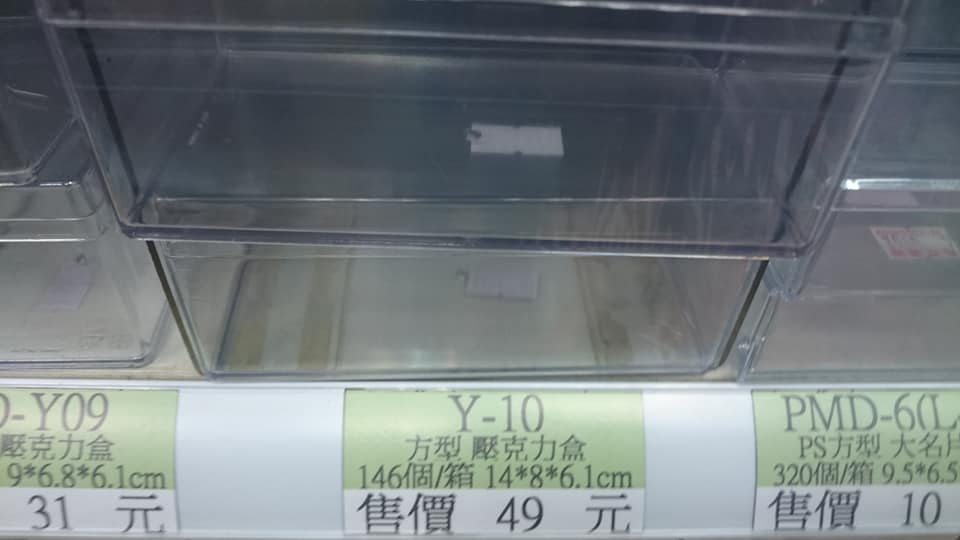 D-Y09
壓克力盒
9*6.8*6.1cm
31 元
Y-10
方型 壓克力盒
146個/箱 14*8*6.1cm
售價 49 元
PMD-6(L
PS方型 大名片
320個/箱 9.5*6.5
售價 10